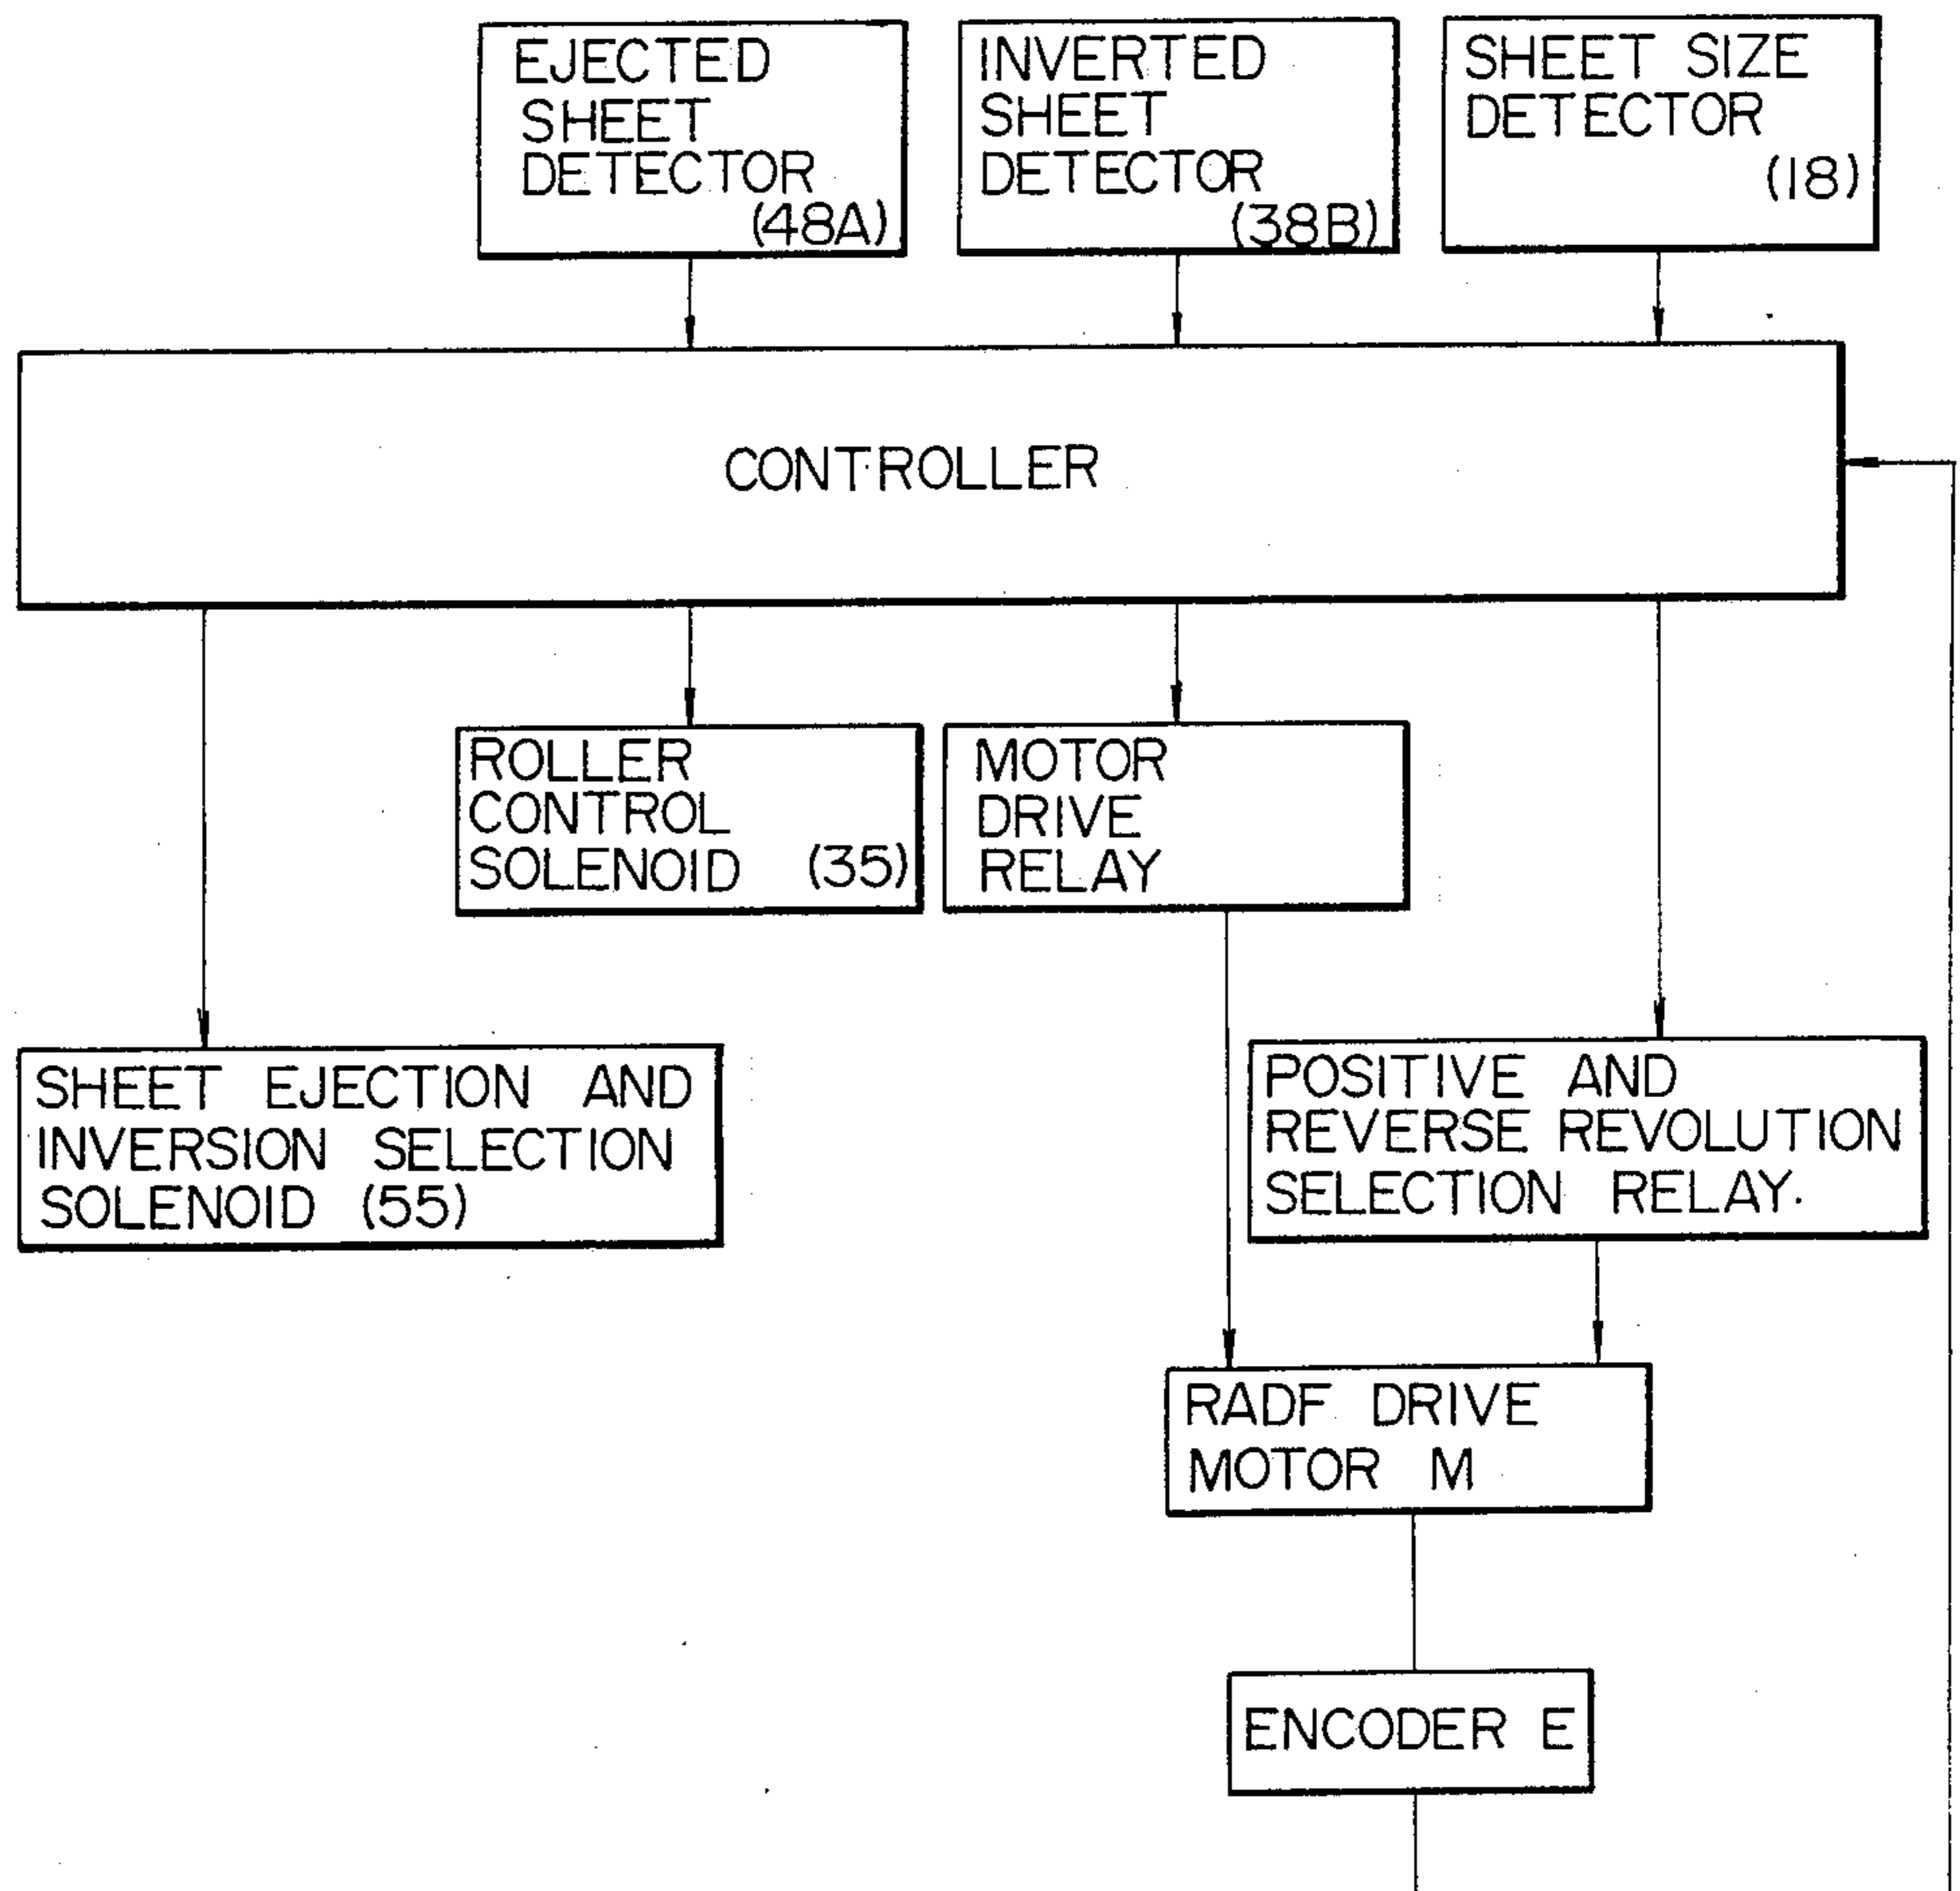 EJECTED
SHEET
DETECTOR
(48A)
INVERTED
SHEET
DETECTOR
(38B)
SHEET SIZE
DETECTOR
(18)
CONTROLLER
ROLLER
CONTROL
SOLENOID (35)
MOTOR
DRIVE
RELAY
SHEET EJECTION AND
INVERSION SELECTION
SOLENOID (55)
POSITIVE AND
REVERSE REVOLUTION
SELECTION RELAY.
RADF DRIVE
MOTOR M
ENCODER E